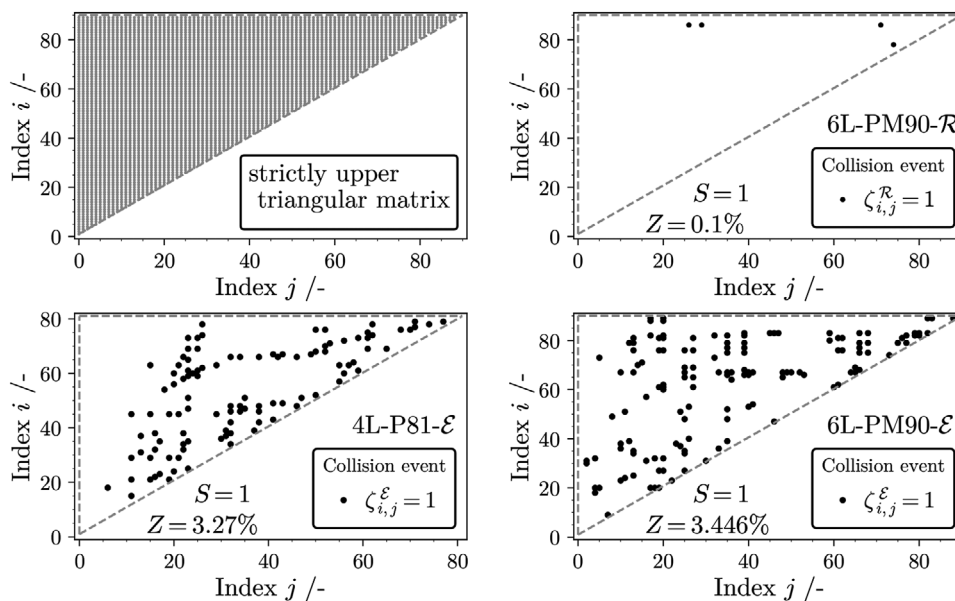 80
60
40
20
0
Index i /-
strictly upper
triangular matrix
0 20 40 60 80
Index j /-
80
60
40
20
0
Index i /-
6L-PM90-ℛ
Collision event
ζ^ℛ_{i,j} = 1
S = 1
Z = 0.1%
0 20 40 60 80
Index j /-
80
60
40
20
0
Index i /-
4L-P81-ℰ
Collision event
ζ^ℰ_{i,j} = 1
S = 1
Z = 3.27%
0 20 40 60 80
Index j /-
80
60
40
20
0
Index i /-
6L-PM90-ℰ
Collision event
ζ^ℰ_{i,j} = 1
S = 1
Z = 3.446%
0 20 40 60 80
Index j /-